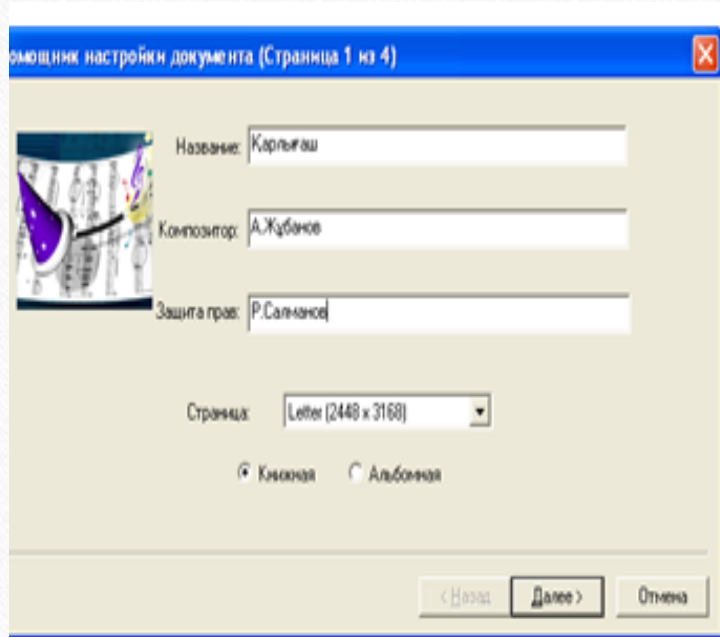 омощник настройки документа (Страница 1 из 4)
Название: Карлығаш
Композитор: А.Жұбанов
Защита прав: Р.Салманов
Страница: Letter (2448 x 3168)
Книжная Альбомная
< Назад Далее > Отмена